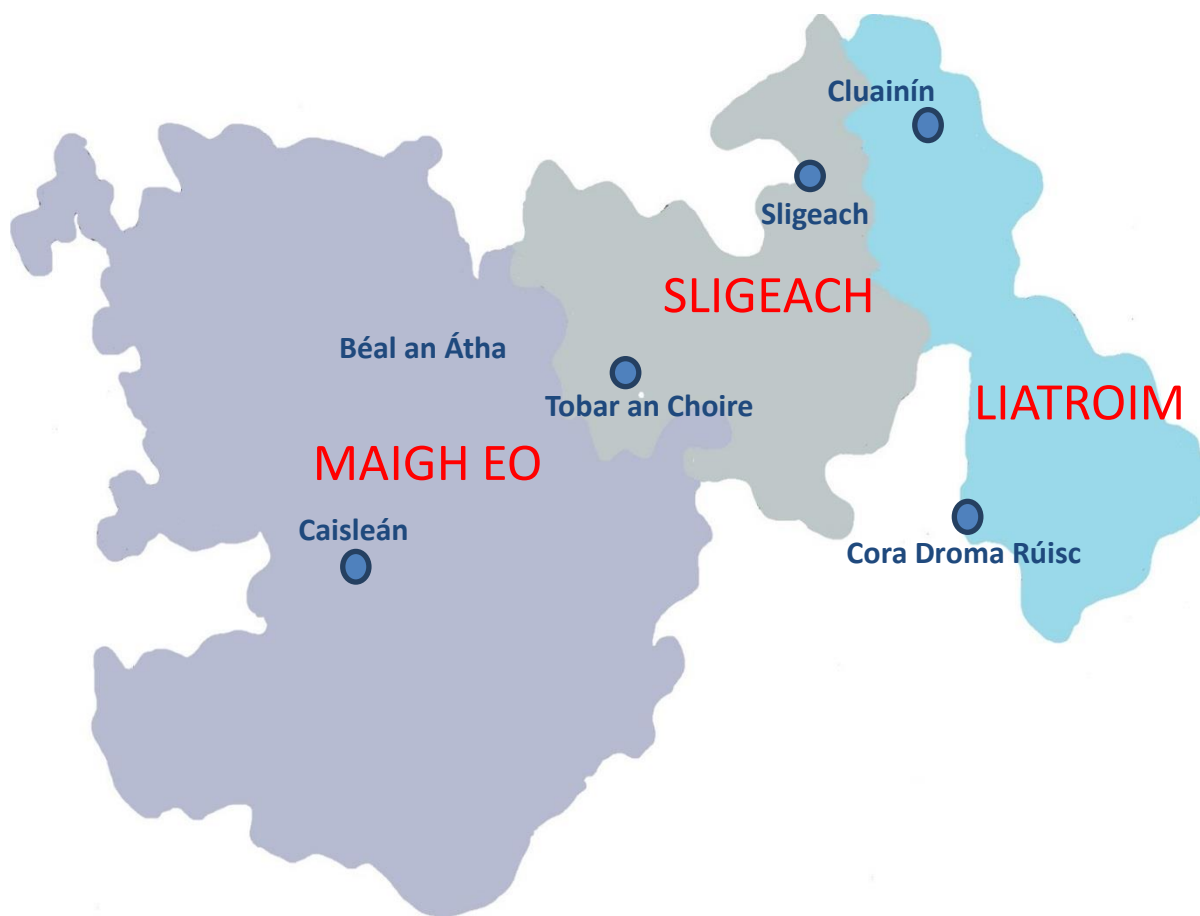 Cluainín
Sligeach
SLIGEACH
Béal an Átha
Tobar an Choire
LIATROIM
MAIGH EO
Caisleán
Cora Droma Rúisc